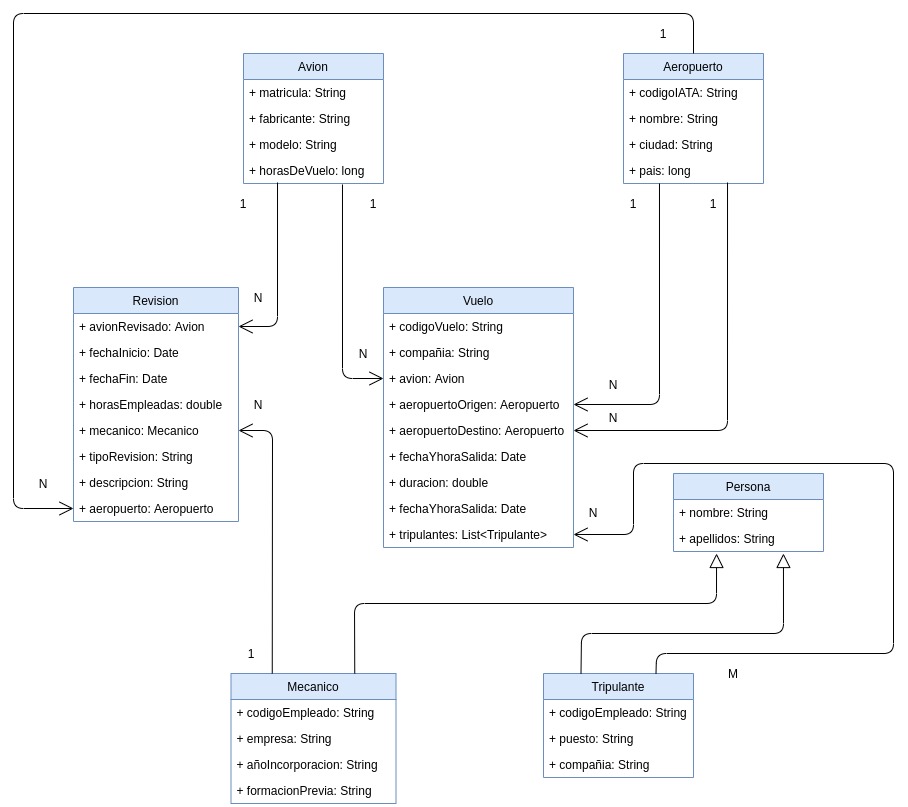 1
Avion
+ matricula: String
+ fabricante: String
+ modelo: String
+ horasDeVuelo: long
Aeropuerto
+ codigoIATA: String
+ nombre: String
+ ciudad: String
+ pais: long
1
1
1
1
N
Revision
+ avionRevisado: Avion
+ fechaInicio: Date
+ fechaFin: Date
+ horasEmpleadas: double
+ mecanico: Mecanico
+ tipoRevision: String
+ descripcion: String
+ aeropuerto: Aeropuerto
N
N
N
Vuelo
+ codigoVuelo: String
+ compañia: String
+ avion: Avion
+ aeropuertoOrigen: Aeropuerto
+ aeropuertoDestino: Aeropuerto
+ fechaYhoraSalida: Date
+ duracion: double
+ fechaYhoraSalida: Date
+ tripulantes: List<Tripulante>
N
N
N
Persona
+ nombre: String
+ apellidos: String
1
M
Mecanico
+ codigoEmpleado: String
+ empresa: String
+ añoIncorporacion: String
+ formacionPrevia: String
Tripulante
+ codigoEmpleado: String
+ puesto: String
+ compañia: String